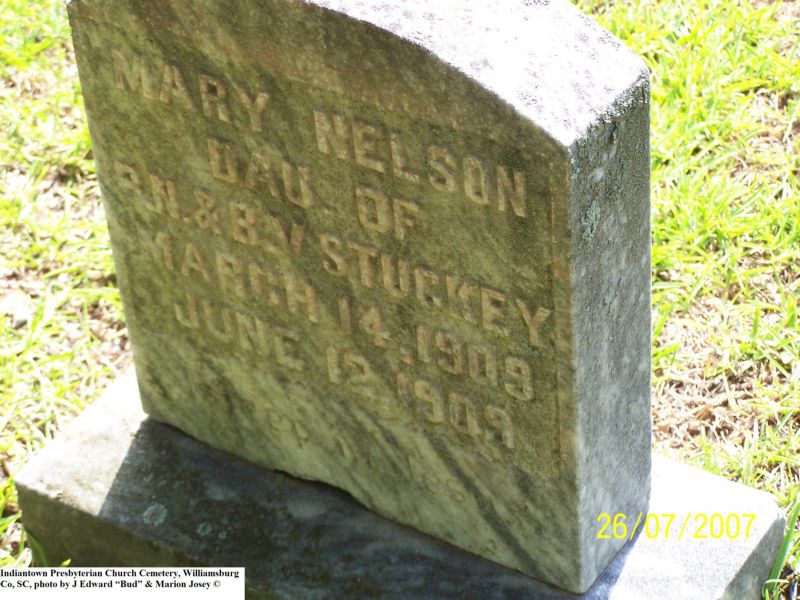 MARY NELSON
DAU. OF
& B.V STUCKEY.
MARCH 14, 1909
JUNE 12, 1909
26/07/2007
Indiantown Presbyterian Church Cemetery, Williamsburg
Co, SC, photo by J Edward “Bud” & Marion Josey ©